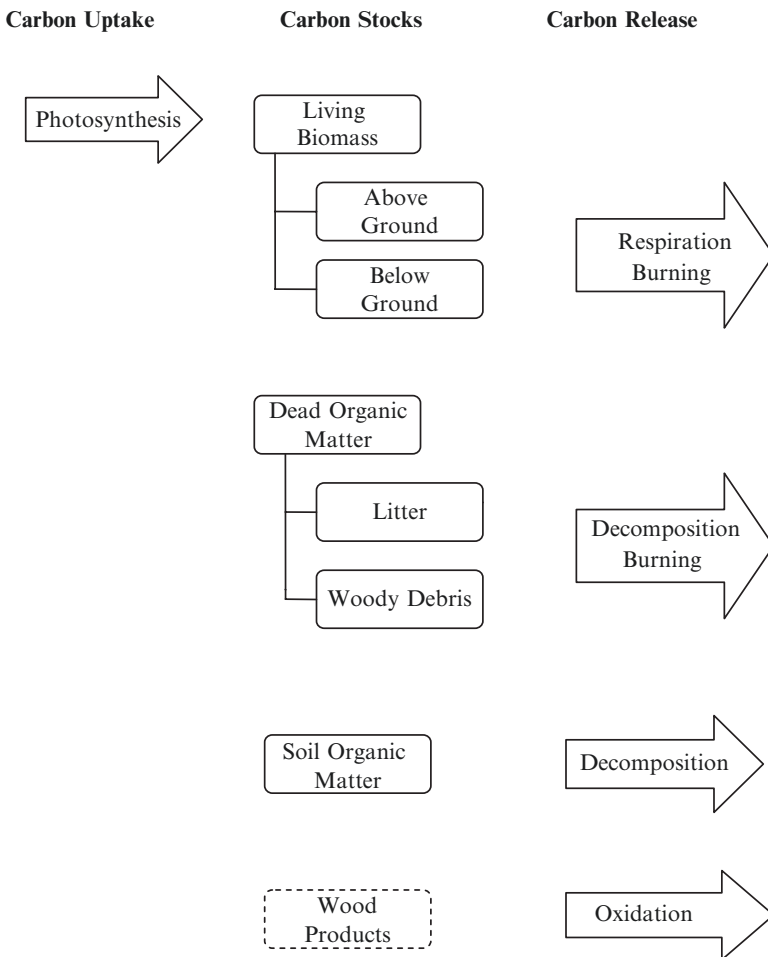 Carbon Uptake
Carbon Stocks
Carbon Release
Photosynthesis
Living
Biomass
Above
Ground
Below
Ground
Respiration
Burning
Dead Organic
Matter
Litter
Woody Debris
Decomposition
Burning
Soil Organic
Matter
Decomposition
Wood
Products
Oxidation